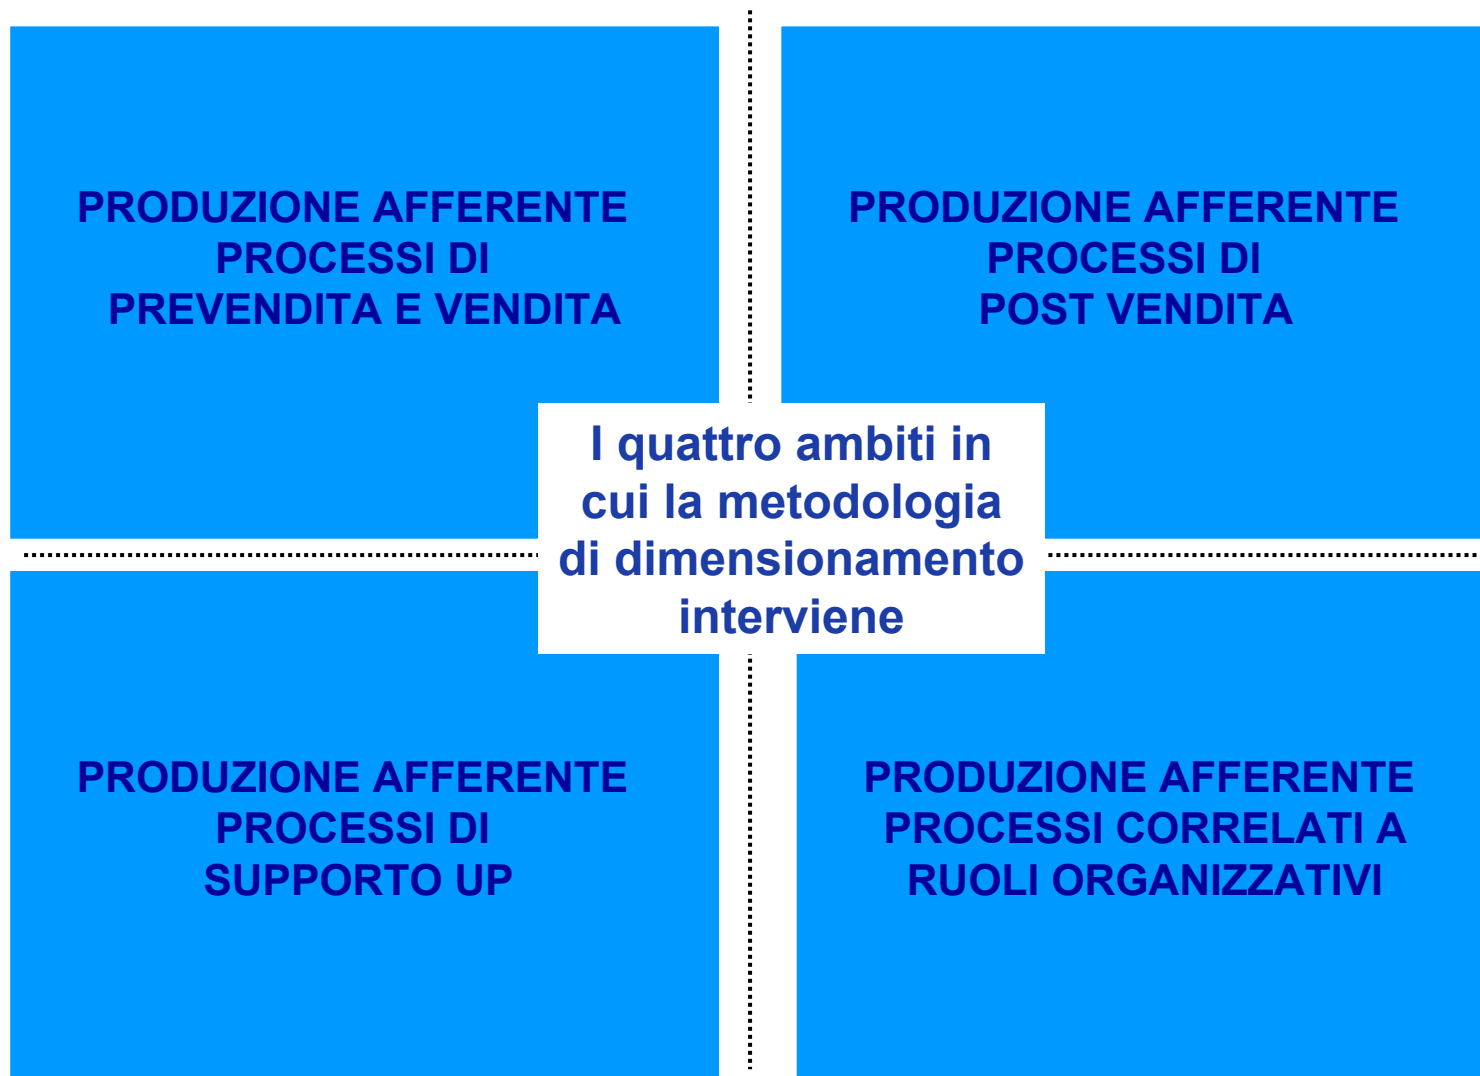 PRODUZIONE AFFERENTE
PROCESSI DI
PREVENDITA E VENDITA
PRODUZIONE AFFERENTE
PROCESSI DI
POST VENDITA
I quattro ambiti in
cui la metodologia
di dimensionamento
interviene
PRODUZIONE AFFERENTE
PROCESSI DI
SUPPORTO UP
PRODUZIONE AFFERENTE
PROCESSI CORRELATI A
RUOLI ORGANIZZATIVI